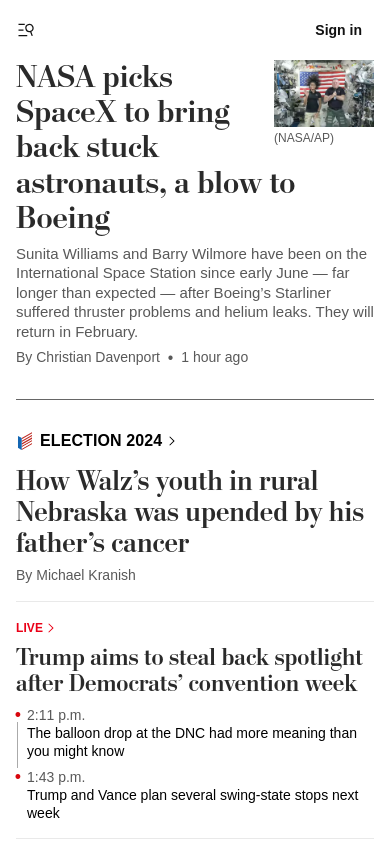 Sign in
NASA picks
SpaceX to bring
back stuck
astronauts, a blow to
Boeing
(NASA/AP)
Sunita Williams and Barry Wilmore have been on the
International Space Station since early June — far
longer than expected — after Boeing’s Starliner
suffered thruster problems and helium leaks. They will
return in February.
By Christian Davenport • 1 hour ago
ELECTION 2024
How Walz’s youth in rural
Nebraska was upended by his
father’s cancer
By Michael Kranish
LIVE
Trump aims to steal back spotlight
after Democrats’ convention week
2:11 p.m.
The balloon drop at the DNC had more meaning than
you might know
1:43 p.m.
Trump and Vance plan several swing-state stops next
week